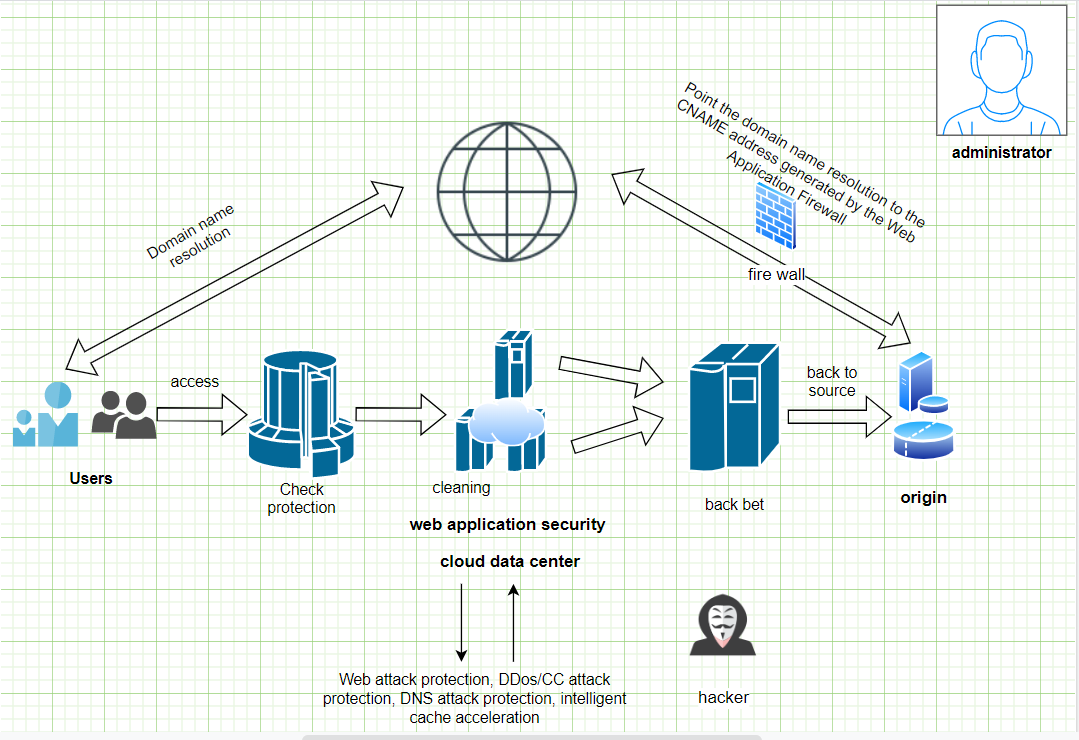 Point the domain name resolution to the
CNAME address generated by the Web
Application Firewall
administrator
Domain name
resolution
fire wall
access
back to
source
Users
Check
protection
cleaning
back bet
origin
web application security
cloud data center
Web attack protection, DDos/CC attack
protection, DNS attack protection, intelligent
cache acceleration
hacker